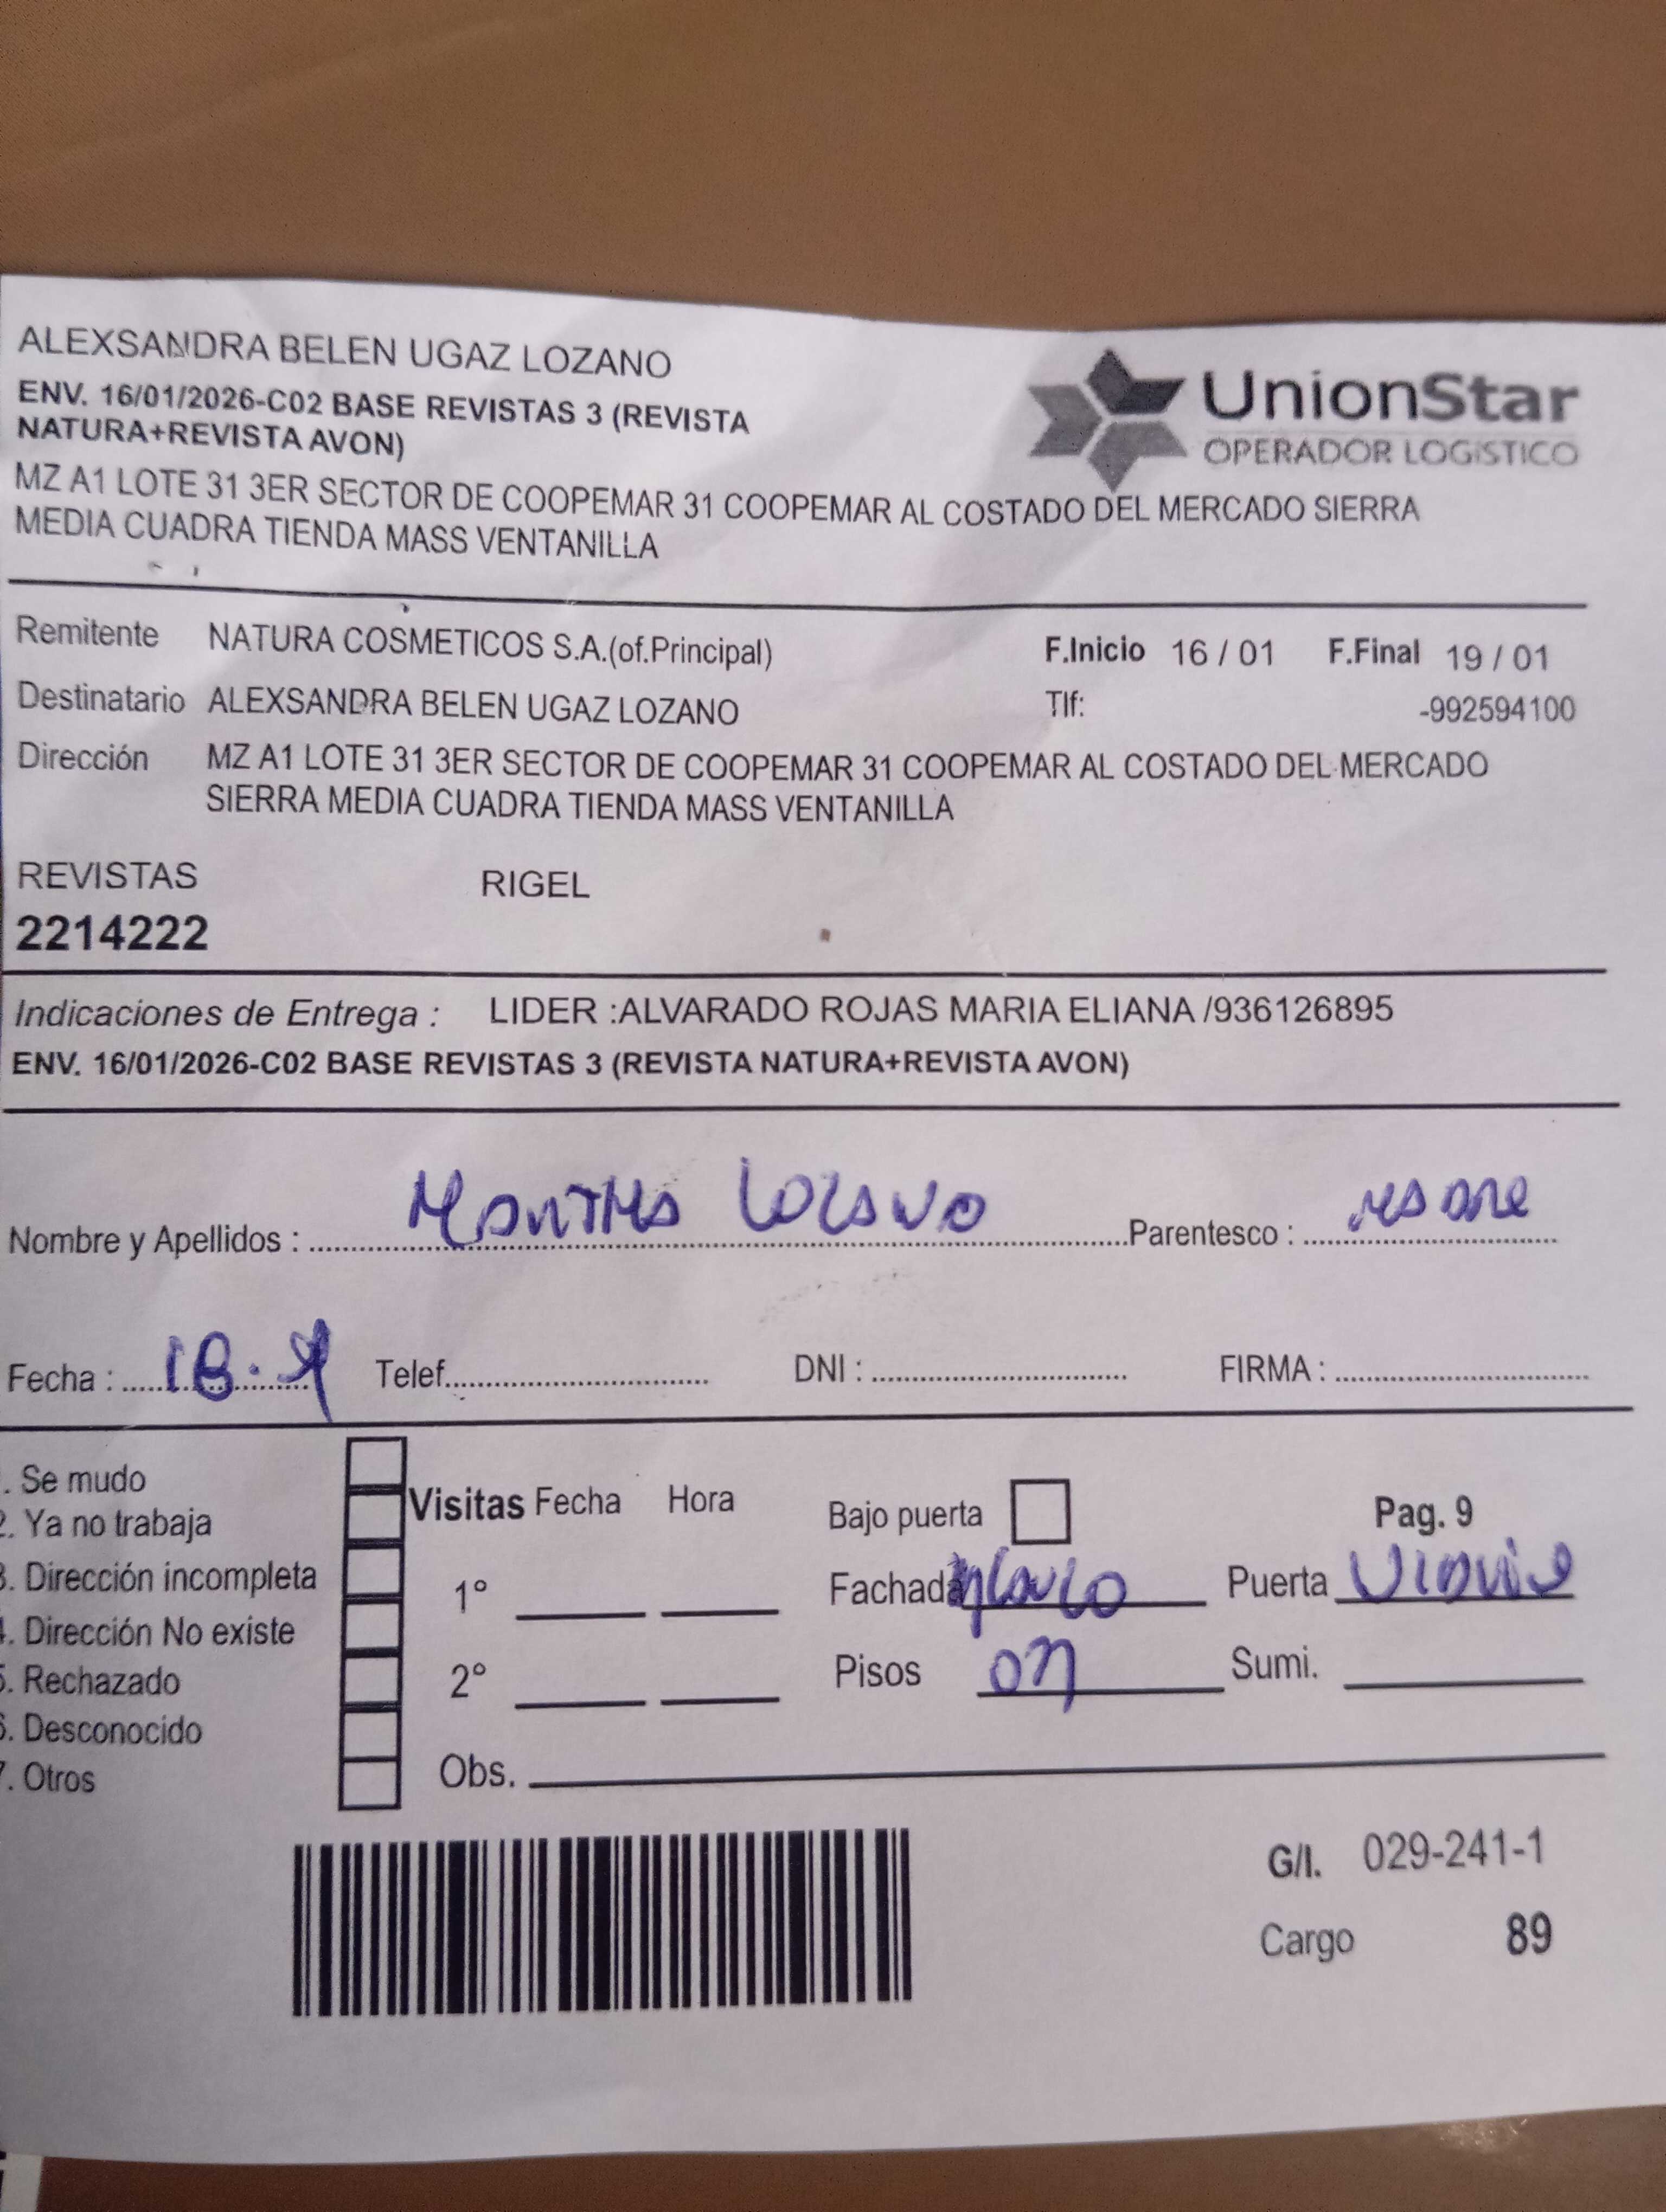 ALEXSANDRA BELEN UGAZ LOZANO
ENV. 16/01/2026-C02 BASE REVISTAS 3 (REVISTA
NATURA+REVISTA AVON)
UnionStar
OPERADOR LOGISTICO
MZ A1 LOTE 31 3ER SECTOR DE COOPEMAR 31 COOPEMAR AL COSTADO DEL MERCADO SIERRA
MEDIA CUADRA TIENDA MASS VENTANILLA
Remitente NATURA COSMETICOS S.A.(of.Principal) F.Inicio 16 / 01 F.Final 19 / 01
Destinatario ALEXSANDRA BELEN UGAZ LOZANO Tlf: -992594100
Dirección MZ A1 LOTE 31 3ER SECTOR DE COOPEMAR 31 COOPEMAR AL COSTADO DEL MERCADO
SIERRA MEDIA CUADRA TIENDA MASS VENTANILLA
REVISTAS RIGEL
2214222
Indicaciones de Entrega : LIDER :ALVARADO ROJAS MARIA ELIANA /936126895
ENV. 16/01/2026-C02 BASE REVISTAS 3 (REVISTA NATURA+REVISTA AVON)
Nombre y Apellidos : Lozano Parentesco :
Fecha : 18. Telef. DNI : FIRMA :
. Se mudo
2. Ya no trabaja
3. Dirección incompleta
4. Dirección No existe
5. Rechazado
6. Desconocido
7. Otros
Visitas Fecha Hora
1°
2°
Obs.
Bajo puerta Pag. 9
Fachada Puerta
Pisos Sumi.
G/I. 029-241-1
Cargo 89